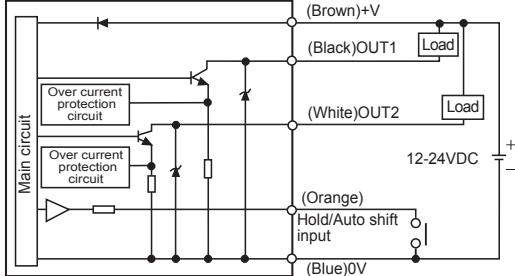 (Brown)+V
(Black)OUT1
Load
Over current
protection
circuit
(White)OUT2
Load
Main circuit
Over current
protection
circuit
12-24VDC
+
−
(Orange)
Hold/Auto shift
input
(Blue)0V